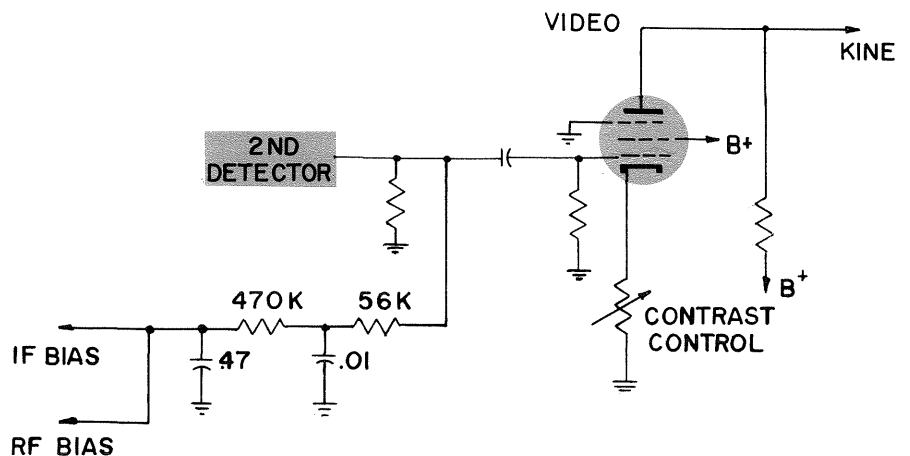 VIDEO
KINE
2ND
DETECTOR
B+
B+
470K
56K
CONTRAST
CONTROL
IF BIAS
.47
.01
RF BIAS